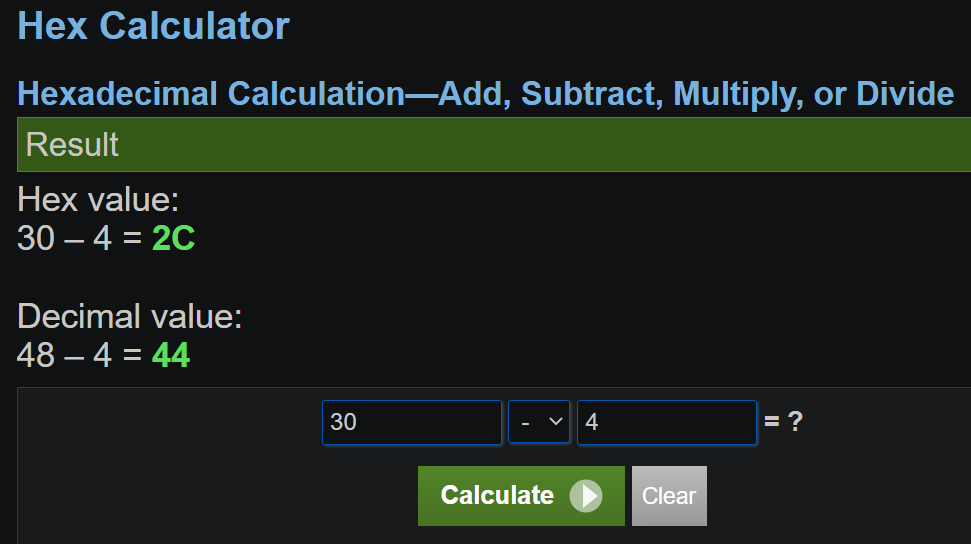 Hex Calculator
Hexadecimal Calculation—Add, Subtract, Multiply, or Divide
Result
Hex value:
30 – 4 = 2C
Decimal value:
48 – 4 = 44
30 - 4 = ?
Calculate Clear